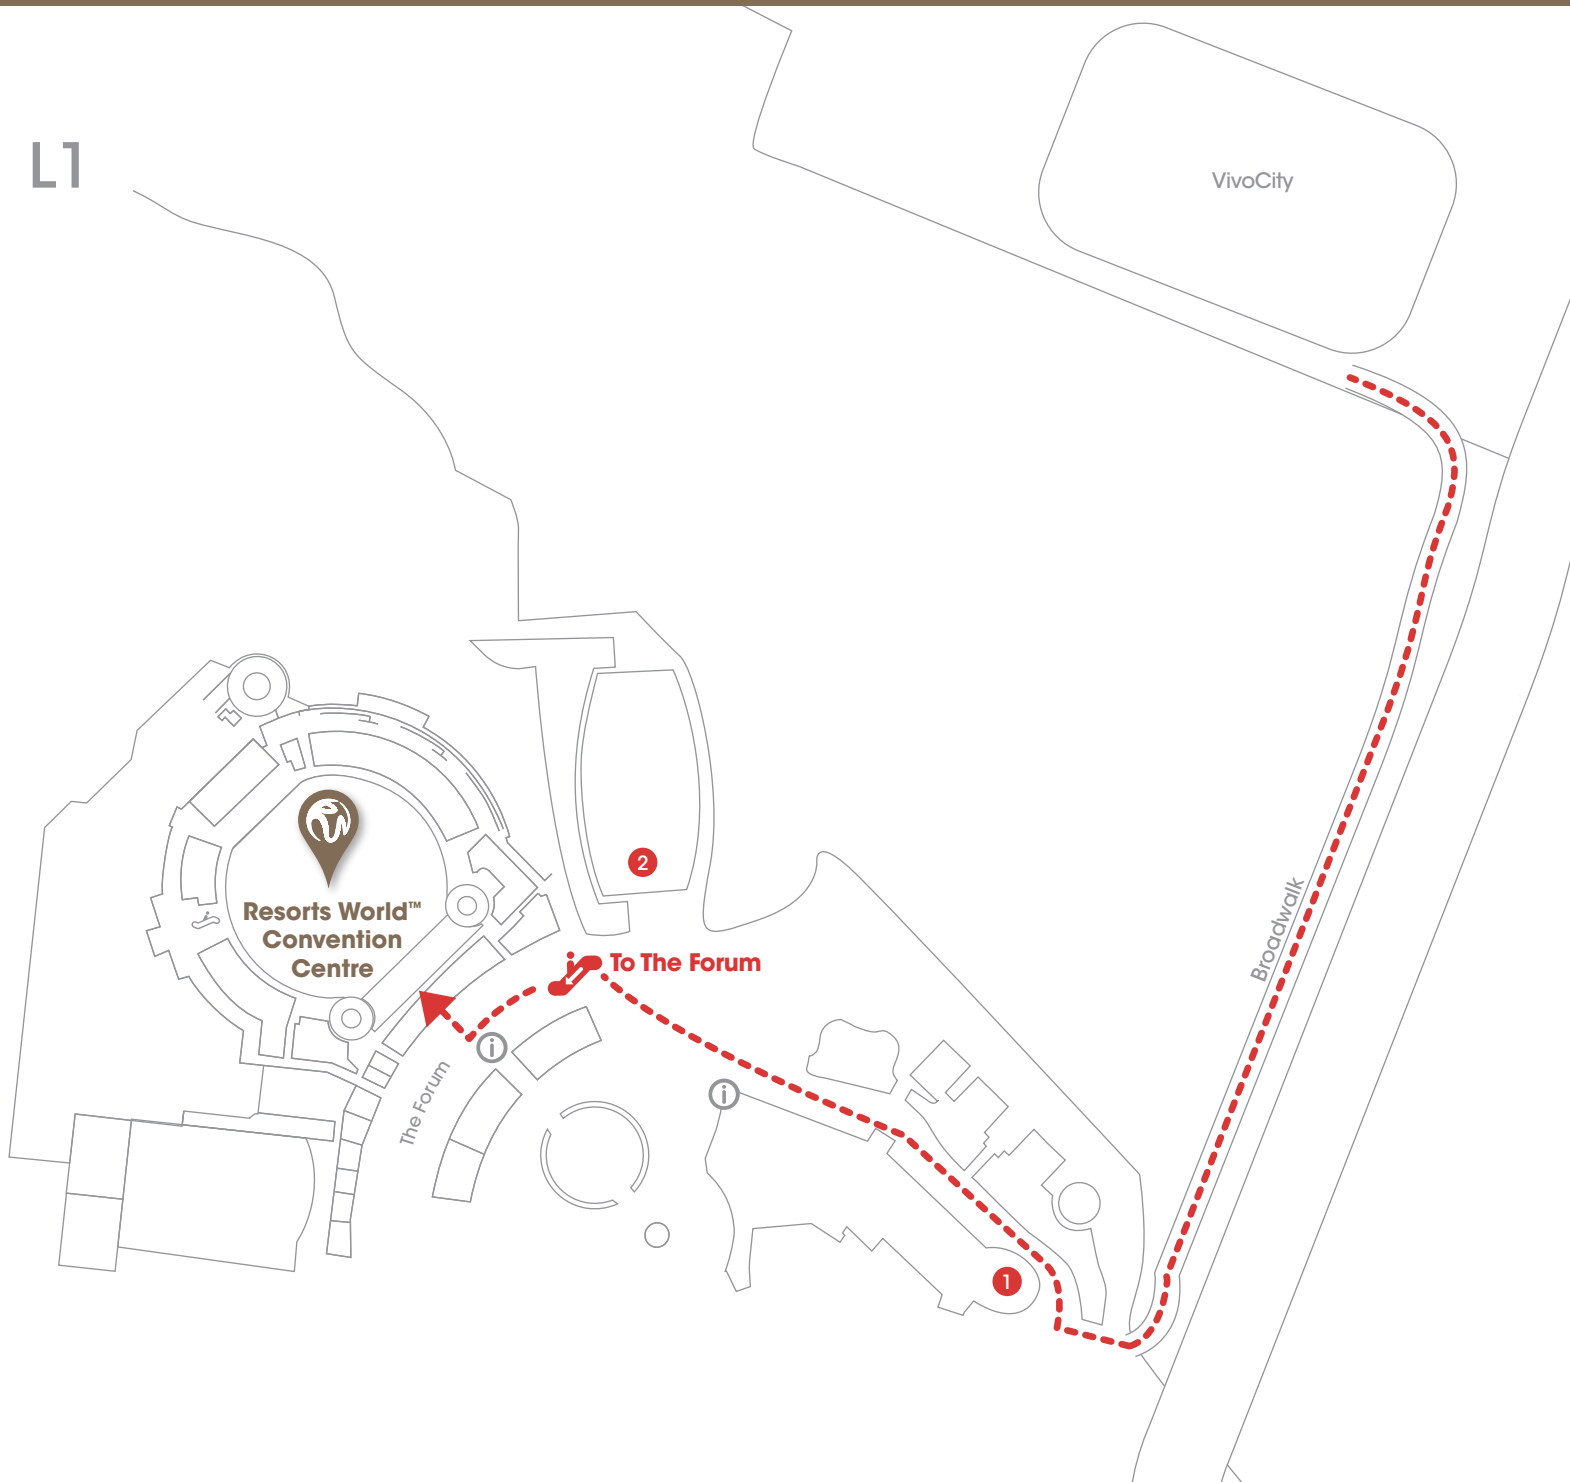 L1
VivoCity
2
Resorts World™
Convention
Centre
To The Forum
Broadwalk
i
i
The Forum
1